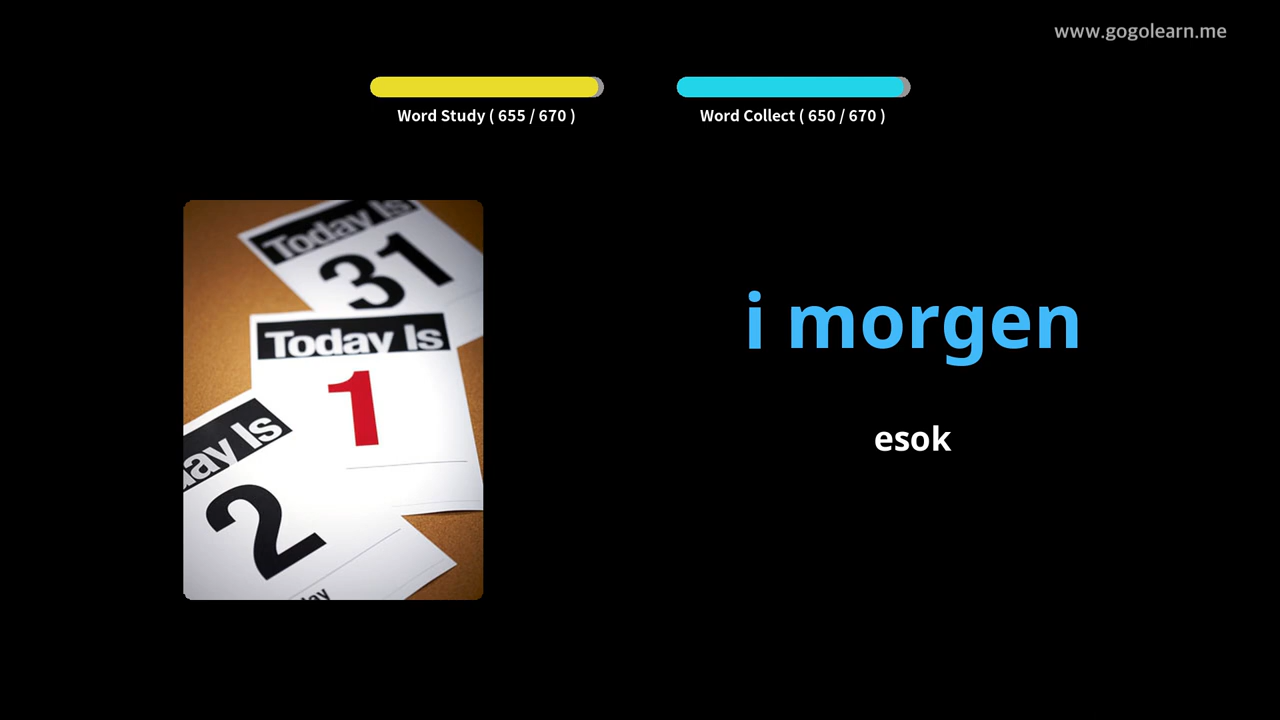 www.gogolearn.me
Word Study ( 655 / 670 )
Word Collect ( 650 / 670 )
Today Is
31
Today Is
1
ay Is
2
i morgen
esok